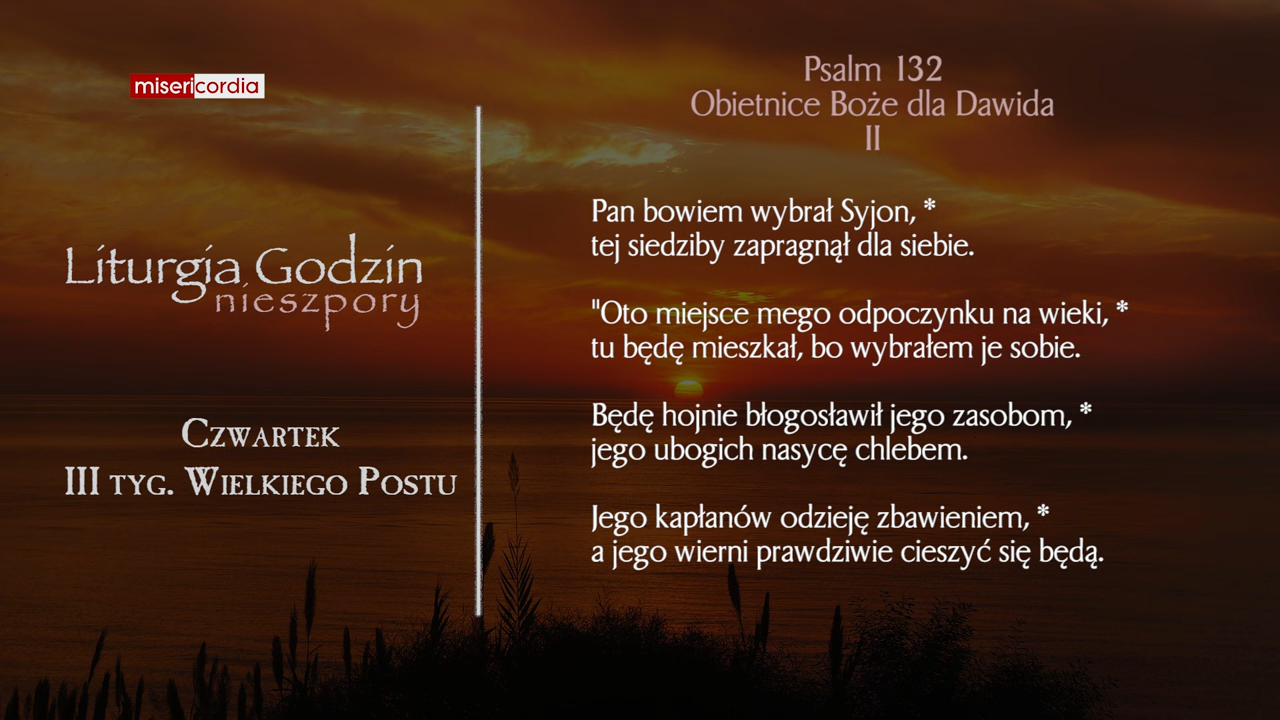 misericordia
Liturgia Godzin
nieszpory
Czwartek
III tyg. Wielkiego Postu
Psalm 132
Obietnice Boże dla Dawida
II
Pan bowiem wybrał Syjon, *
tej siedziby zapragnął dla siebie.
"Oto miejsce mego odpoczynku na wieki, *
tu będę mieszkał, bo wybrałem je sobie.
Będę hojnie błogosławił jego zasobom, *
jego ubogich nasycę chlebem.
Jego kapłanów odzieję zbawieniem, *
a jego wierni prawdziwie cieszyć się będą.